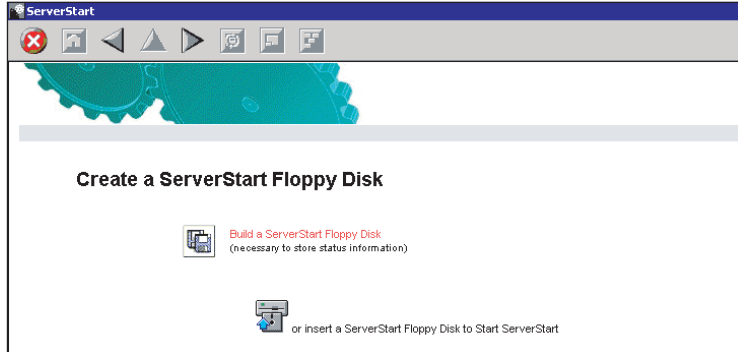 ServerStart
Create a ServerStart Floppy Disk
Build a ServerStart Floppy Disk
(necessary to store status information)
or insert a ServerStart Floppy Disk to Start ServerStart